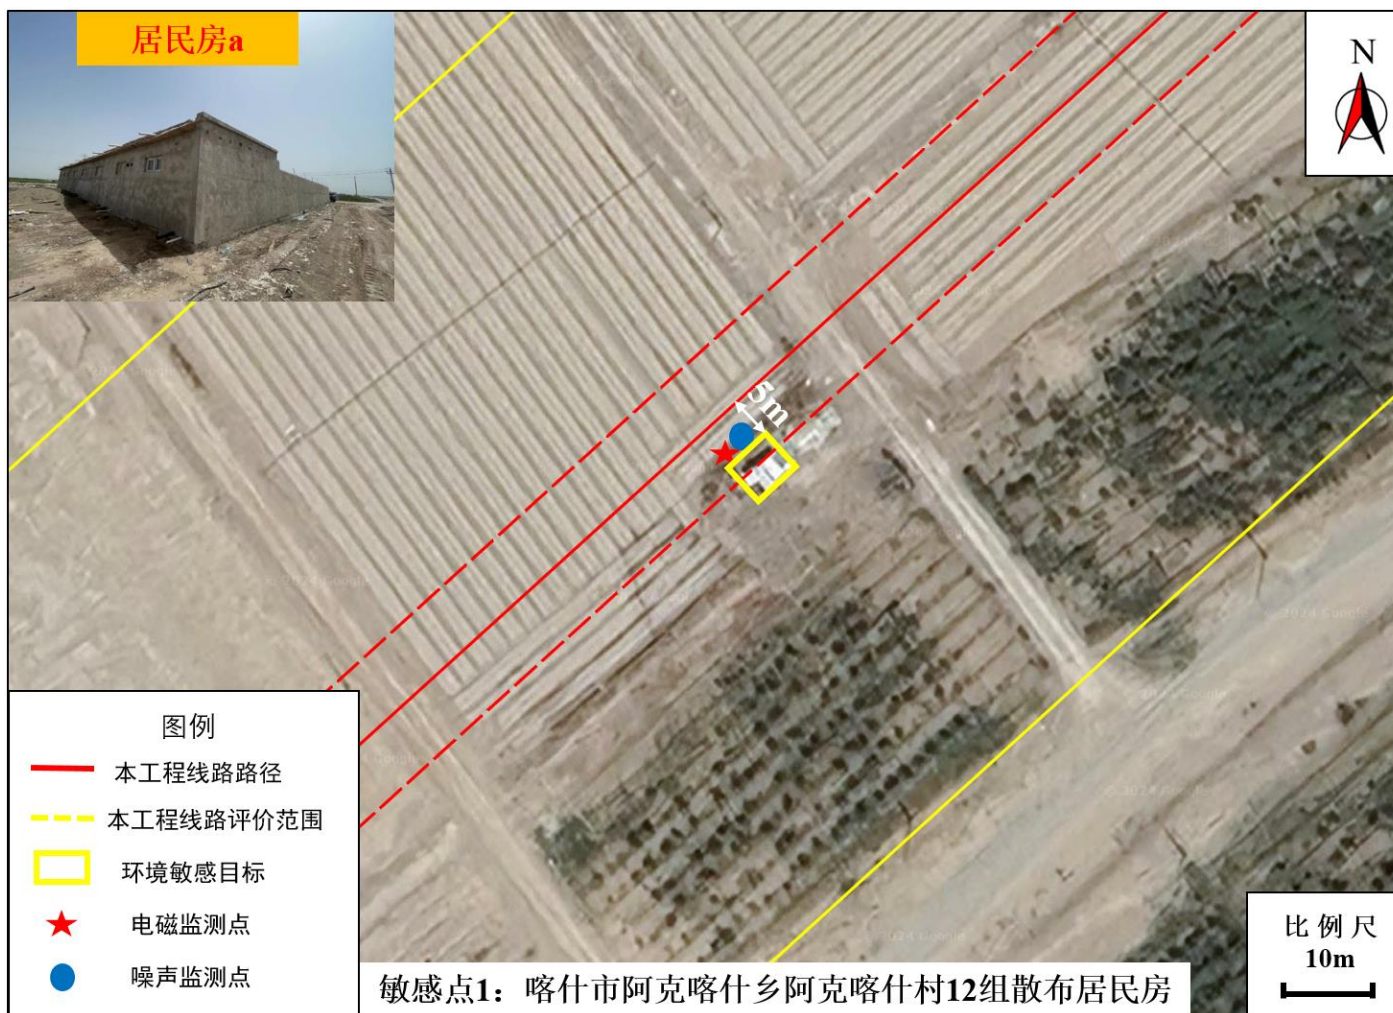 居民房a
N
5m
图例
本工程线路路径
本工程线路评价范围
环境敏感目标
电磁监测点
噪声监测点
敏感点1：喀什市阿克喀什乡阿克喀什村12组散布居民房
比例尺
10m
© 2024 Google